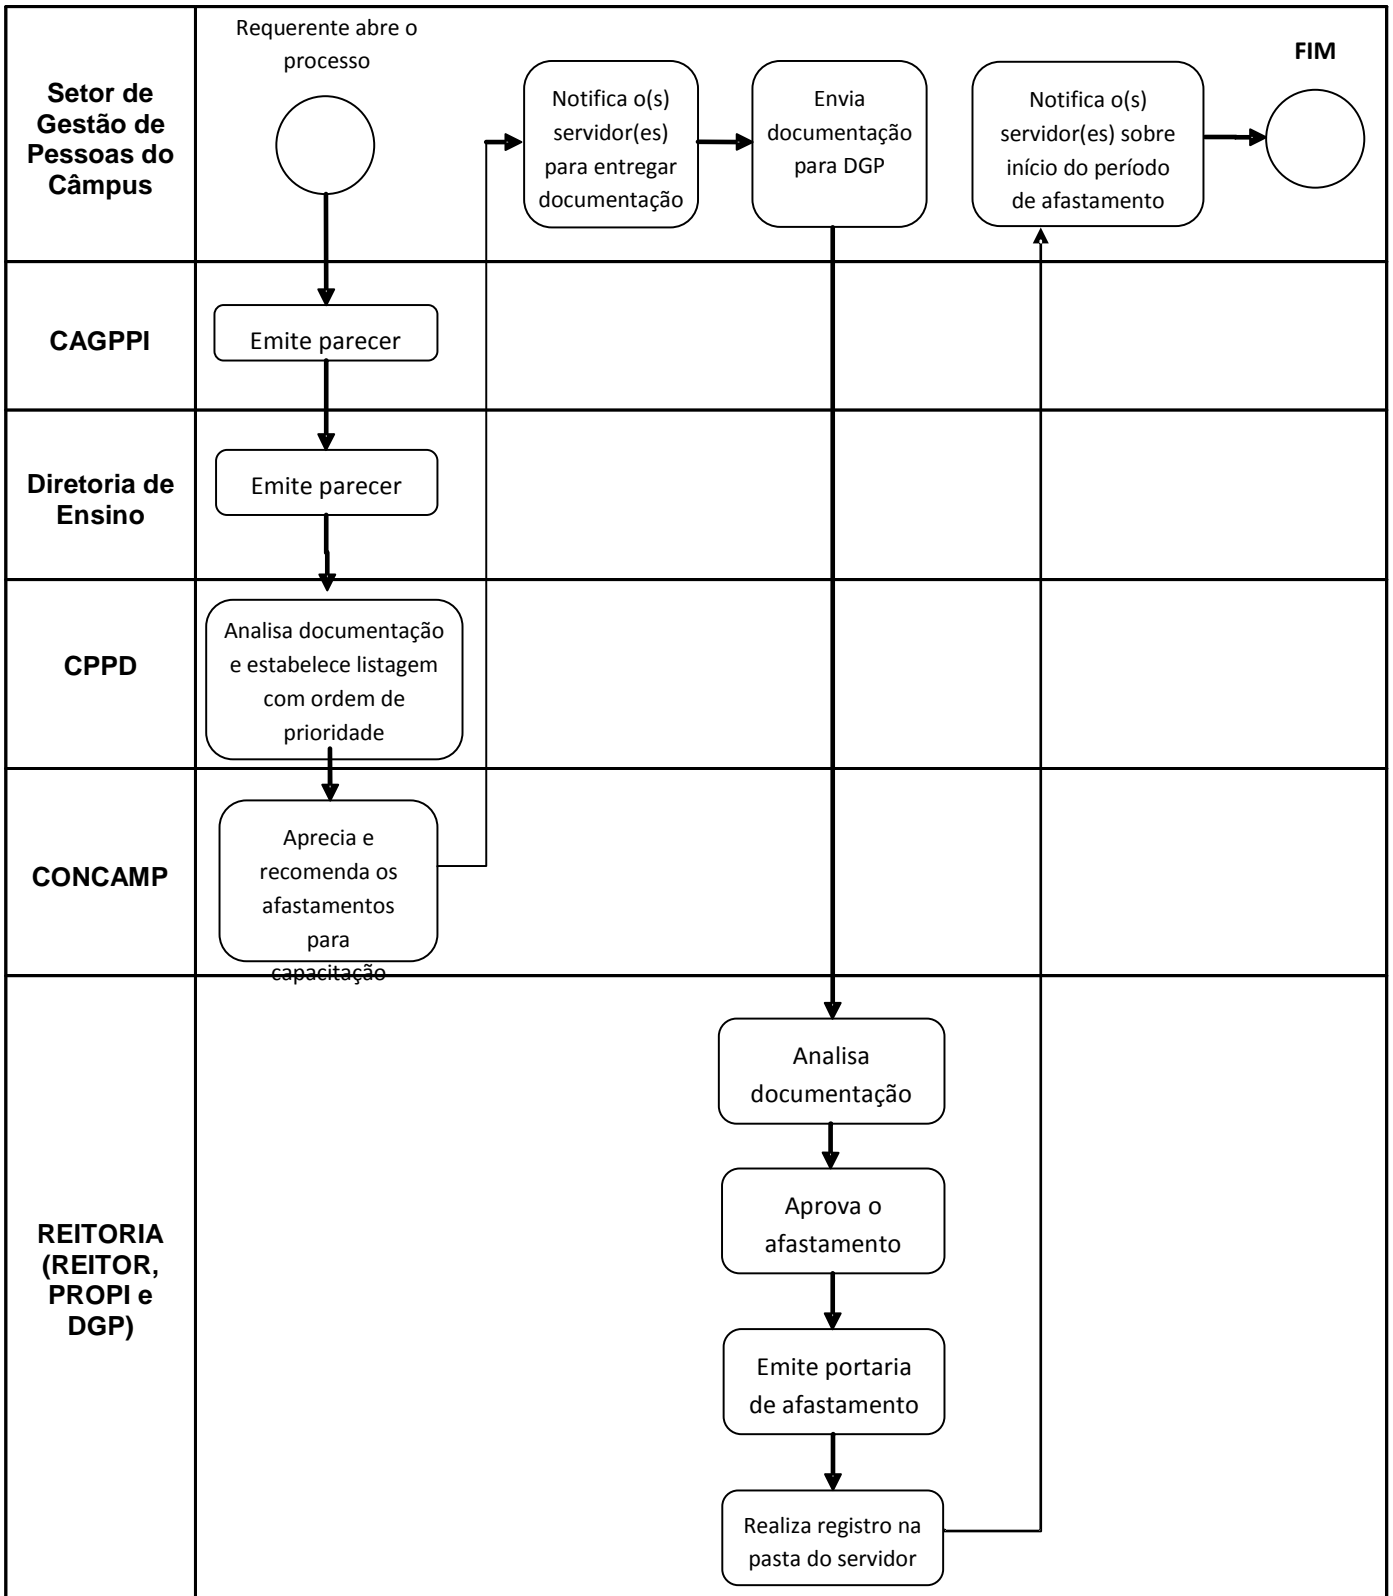 Setor de
Gestão de
Pessoas do
Câmpus
Requerente abre o
processo
Notifica o(s)
servidor(es)
para entregar
documentação
Envia
documentação
para DGP
Notifica o(s)
servidor(es) sobre
início do período
de afastamento
FIM
CAGPPI
Emite parecer
Diretoria de
Ensino
Emite parecer
CPPD
Analisa documentação
e estabelece listagem
com ordem de
prioridade
CONCAMP
Aprecia e
recomenda os
afastamentos
para
capacitação
REITORIA
(REITOR,
PROPI e
DGP)
Analisa
documentação
Aprova o
afastamento
Emite portaria
de afastamento
Realiza registro na
pasta do servidor